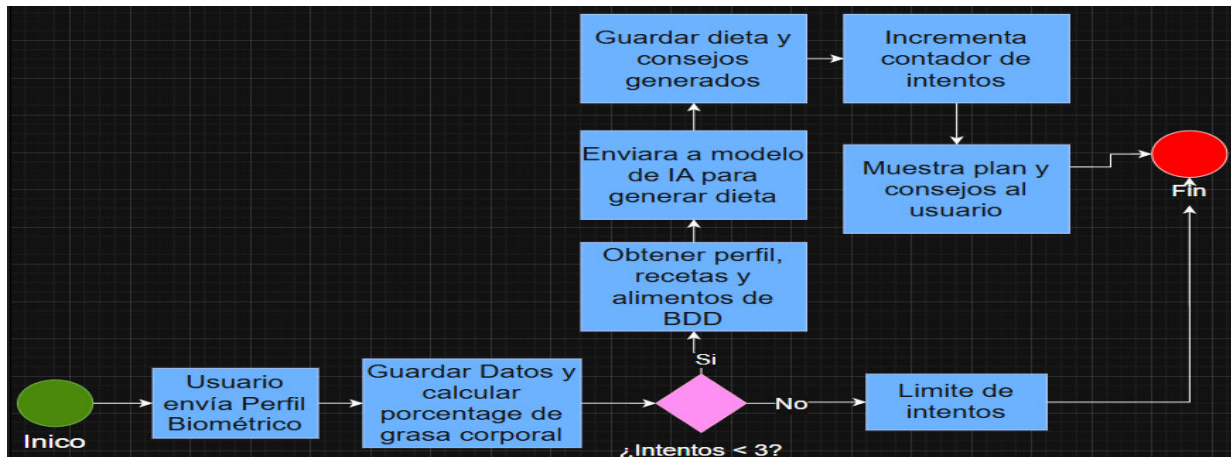 Guardar dieta y
consejos
generados
Incrementa
contador de
intentos
Enviara a modelo
de IA para
generar dieta
Muestra plan y
consejos al
usuario
Fin
Obtener perfil,
recetas y
alimentos de
BDD
Si
Usuario
envía Perfil
Biométrico
Guardar Datos y
calcular
porcentage de
grasa corporal
No
Limite de
intentos
Inico
¿Intentos < 3?